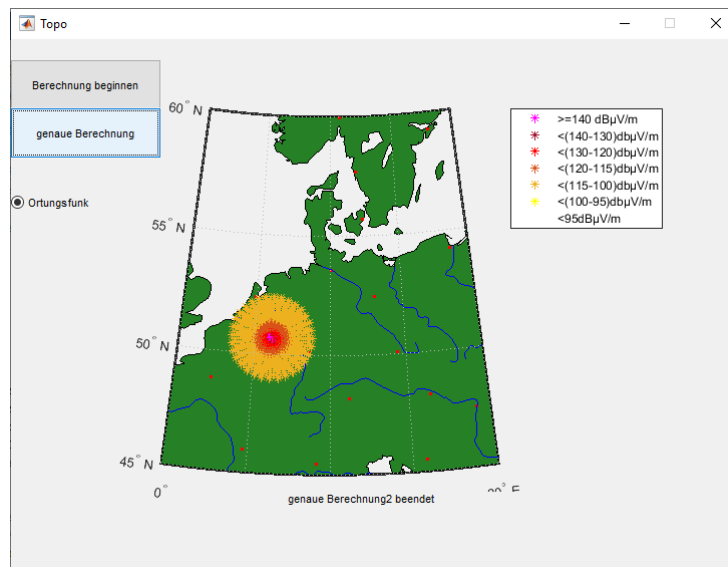 Topo
Berechnung beginnen
genaue Berechnung
Ortungsfunk
60° N
55° N
50° N
45° N
0°
genaue Berechnung2 beendet
>=140 dBµV/m
<(140-130)dbµV/m
<(130-120)dbµV/m
<(120-115)dbµV/m
<(115-100)dbµV/m
<(100-95)dbµV/m
<95dBµV/m